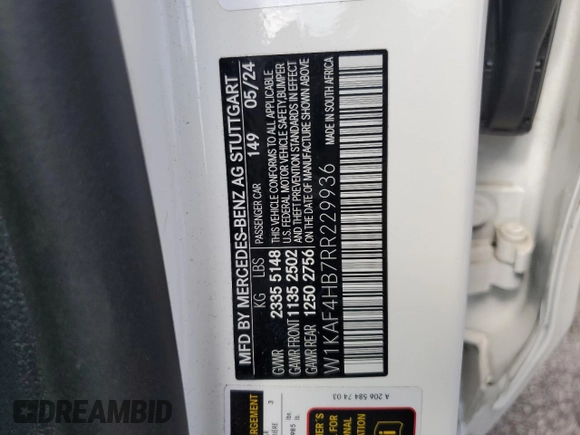 MFD BY MERCEDES-BENZ AG STUTTGART
PASSENGER CAR 149 05/24
KG LBS
GVWR 2335 5148
GAWR FRONT 1135 2502
GAWR REAR 1250 2756
THIS VEHICLE CONFORMS TO ALL APPLICABLE
U.S. FEDERAL MOTOR VEHICLE SAFETY, BUMPER
AND THEFT PREVENTION STANDARDS IN EFFECT
ON THE DATE OF MANUFACTURE SHOWN ABOVE
W1KAF4HB7RR229936
MADE IN SOUTH AFRICA
A 206 584 74 03
3
985 lb.
DREAMBID